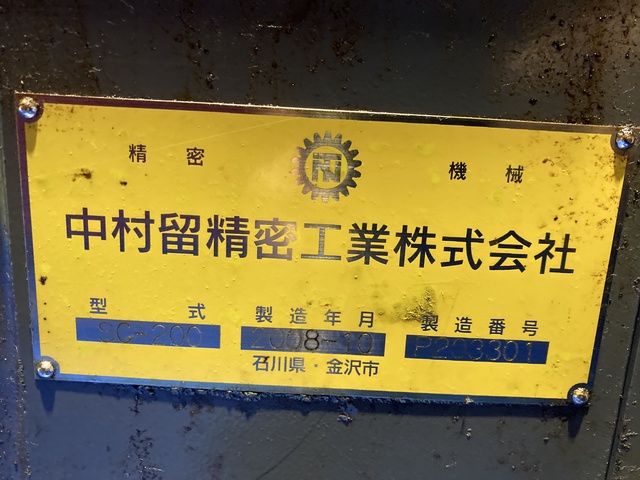 精密 機械
中村留精密工業株式会社
型式 製造年月 製造番号
SC-200 2008-10 P203301
石川県・金沢市